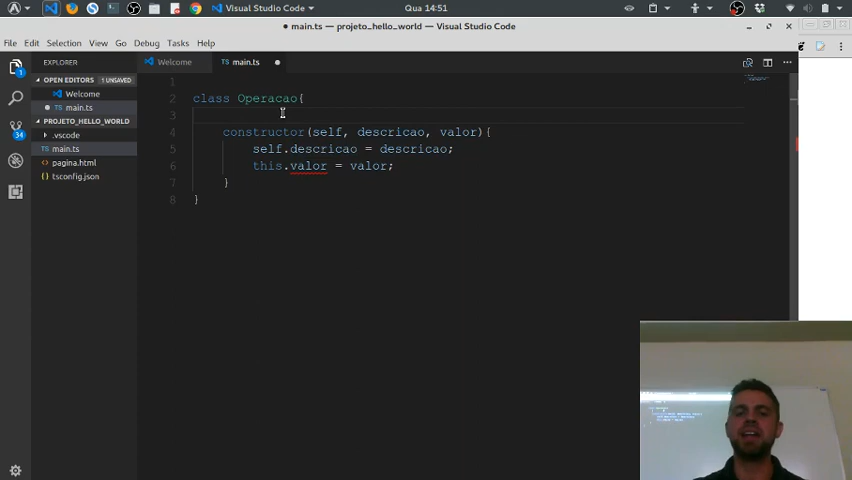 Visual Studio Code
Qua 14:51
main.ts - projeto_hello_world - Visual Studio Code
File Edit Selection View Go Debug Tasks Help
EXPLORER
OPEN EDITORS 1 UNSAVED
Welcome
main.ts
PROJETO_HELLO_WORLD
.vscode
main.ts
pagina.html
tsconfig.json
Welcome main.ts
1
2 class Operacao{
3
4 constructor(self, descricao, valor){
5 self.descricao = descricao;
6 this.valor = valor;
7 }
8 }